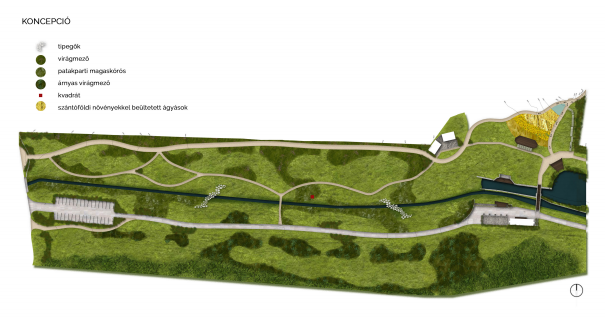 KONCEPCIÓ
tipegők
virágmező
patakparti magaskórós
árnyas virágmező
kvadrát
szántóföldi növényekkel beültetett ágyások